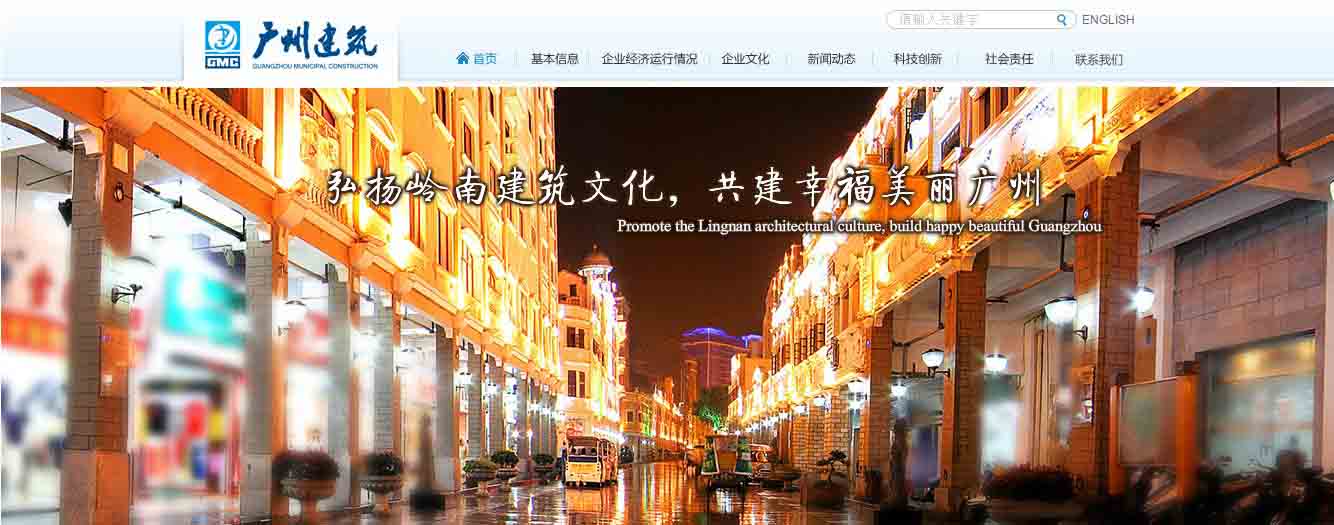 请输入关键字
ENGLISH
GMC
广州建筑
GUANGZHOU MUNICIPAL CONSTRUCTION
首页 基本信息 企业经济运行情况 企业文化 新闻动态 科技创新 社会责任 联系我们
弘扬岭南建筑文化，共建幸福美丽广州
Promote the Lingnan architectural culture, build happy beautiful Guangzhou